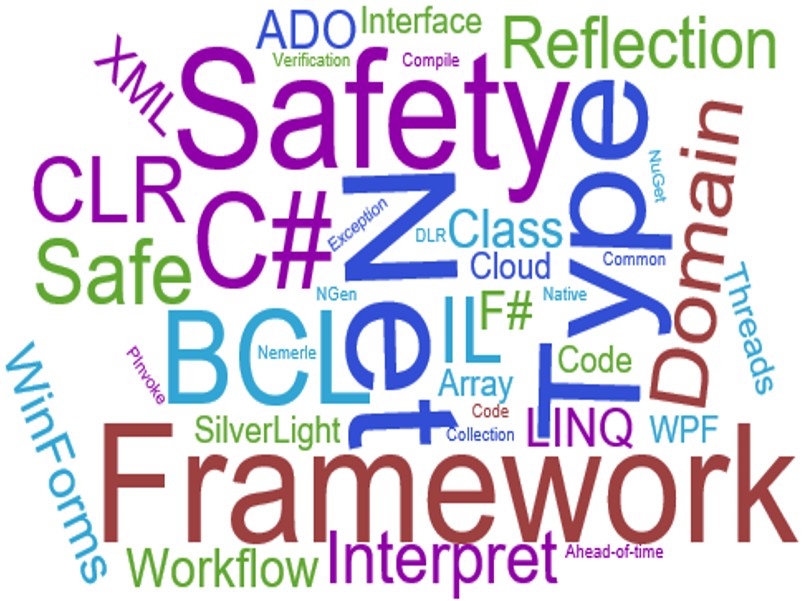 ADO
Interface
Reflection
Verification
Compile
XML
Safety
Type
Domain
NuGet
CLR
C#
Exception
Net
DLR
Class
Common
Cloud
Safe
NGen
Native
Threads
F#
IL
BCL
Nemerle
PInvoke
Code
Array
WinForms
Code
SilverLight
Collection
LINQ
WPF
Framework
Workflow
Interpret
Ahead-of-time